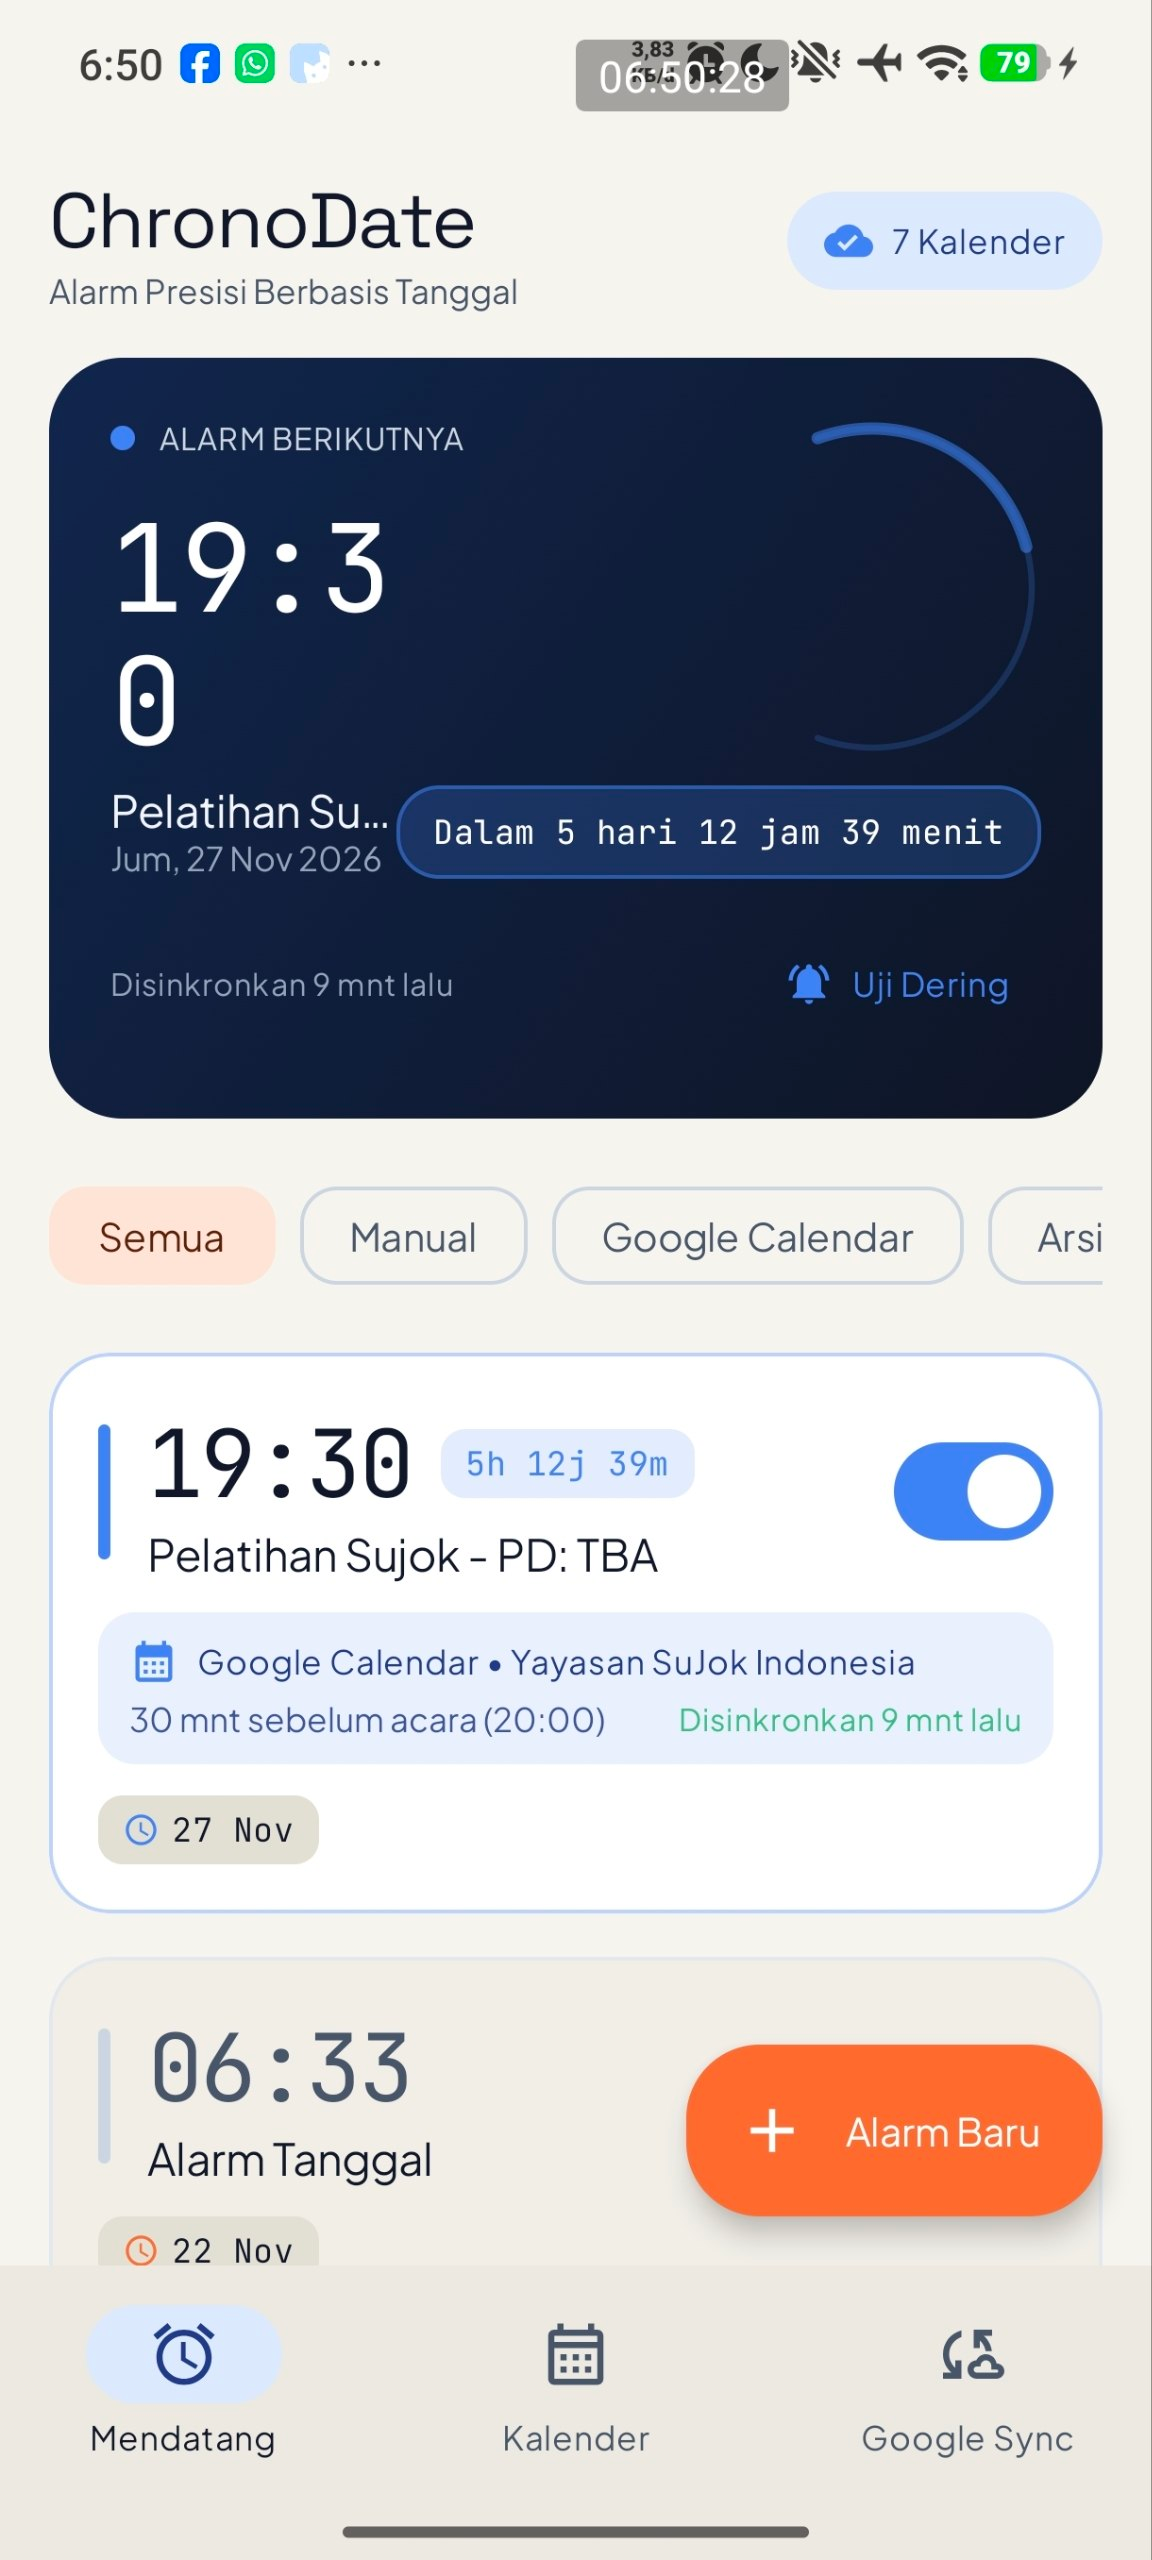 6:50
3,83
KB/d
06:50:28
79
ChronoDate
Alarm Presisi Berbasis Tanggal
7 Kalender
ALARM BERIKUTNYA
19:3
0
Pelatihan Su...
Jum, 27 Nov 2026
Dalam 5 hari 12 jam 39 menit
Disinkronkan 9 mnt lalu
Uji Dering
Semua
Manual
Google Calendar
Arsi
19:30
5h 12j 39m
Pelatihan Sujok - PD: TBA
Google Calendar • Yayasan SuJok Indonesia
30 mnt sebelum acara (20:00)
Disinkronkan 9 mnt lalu
27 Nov
06:33
Alarm Tanggal
22 Nov
+ Alarm Baru
Mendatang
Kalender
Google Sync